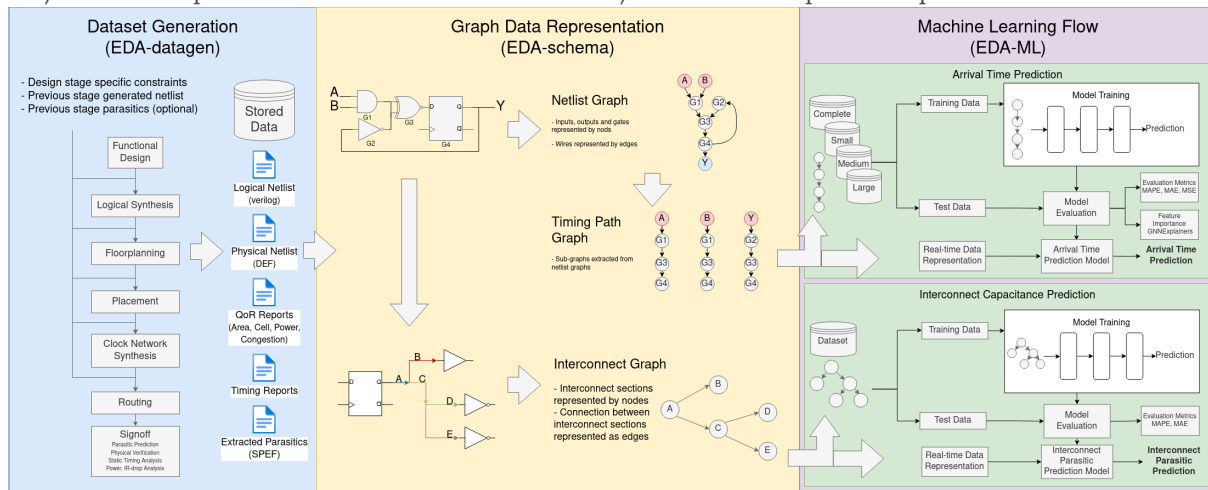 Dataset Generation
(EDA-datagen)
- Design stage specific constraints
- Previous stage generated netlist
- Previous stage parasitics (optional)
Functional
Design
Logical Synthesis
Floorplanning
Placement
Clock Network
Synthesis
Routing
Signoff
Parasitic Prediction
Physical Verification
Static Timing Analysis
Power, IR-drop Analysis
Stored
Data
Logical Netlist
(verilog)
Physical Netlist
(DEF)
QoR Reports
(Area, Cell, Power,
Congestion)
Timing Reports
Extracted Parasitics
(SPEF)
Graph Data Representation
(EDA-schema)
A
B
G1
G2
G3
D
Q
G4
Y
Netlist Graph
- Inputs, outputs and gates
represented by nods
- Wires represented by edges
A
B
G1
G2
G3
G4
Y
Timing Path
Graph
- Sub-graphs extracted from
netlist graphs
A
B
Y
G1
G1
G2
G3
G3
G3
G4
G4
G4
D
Q
A
B
C
D
E
Interconnect Graph
- Interconnect sections
represented by nodes
- Connection between
interconnect sections
represented as edges
A
B
C
D
E
Machine Learning Flow
(EDA-ML)
Arrival Time Prediction
Complete
Small
Medium
Large
Training Data
Model Training
Prediction
Test Data
Model
Evaluation
Evaluation Metrics
MAPE, MAE, MSE
Feature
Importance
GNNExplainers
Real-time Data
Representation
Arrival Time
Prediction Model
Arrival Time
Prediction
Interconnect Capacitance Prediction
Dataset
Training Data
Model Training
Prediction
Test Data
Model
Evaluation
Evaluation Metrics
MAPE, MAE
Real-time Data
Representation
Interconnect
Parasitic
Prediction Model
Interconnect
Parasitic
Prediction